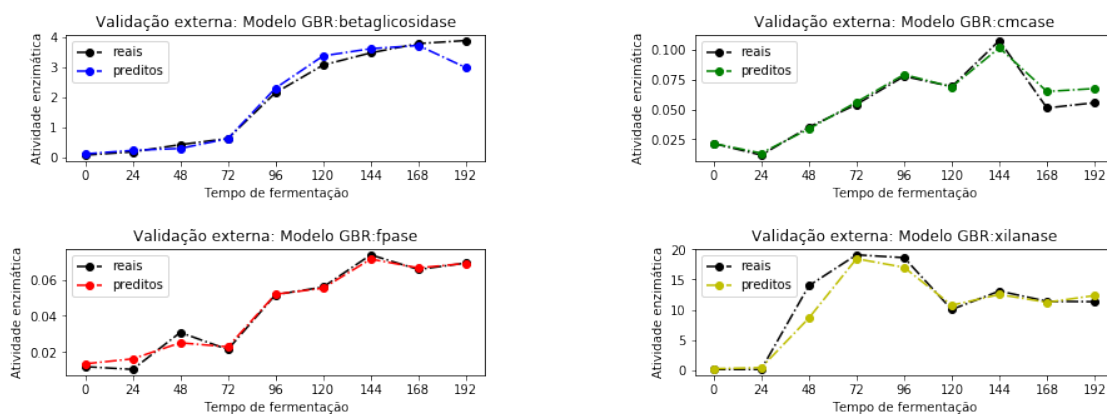 Validação externa: Modelo GBR:betaglicosidase
Atividade enzimática
4
3
2
1
0
reais
preditos
0 24 48 72 96 120 144 168 192
Tempo de fermentação
Validação externa: Modelo GBR:cmcase
Atividade enzimática
0.100
0.075
0.050
0.025
reais
preditos
0 24 48 72 96 120 144 168 192
Tempo de fermentação
Validação externa: Modelo GBR:fpase
Atividade enzimática
0.06
0.04
0.02
reais
preditos
0 24 48 72 96 120 144 168 192
Tempo de fermentação
Validação externa: Modelo GBR:xilanase
Atividade enzimática
20
15
10
5
0
reais
preditos
0 24 48 72 96 120 144 168 192
Tempo de fermentação